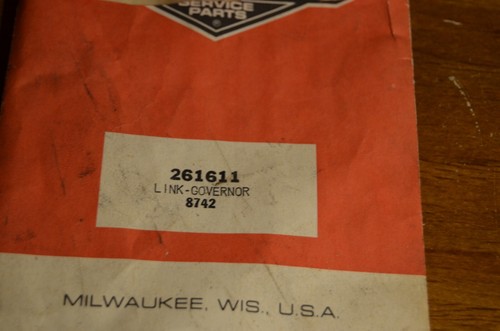 SERVICE
PARTS
®
261611
LINK-GOVERNOR
8742
MILWAUKEE, WIS., U.S.A.